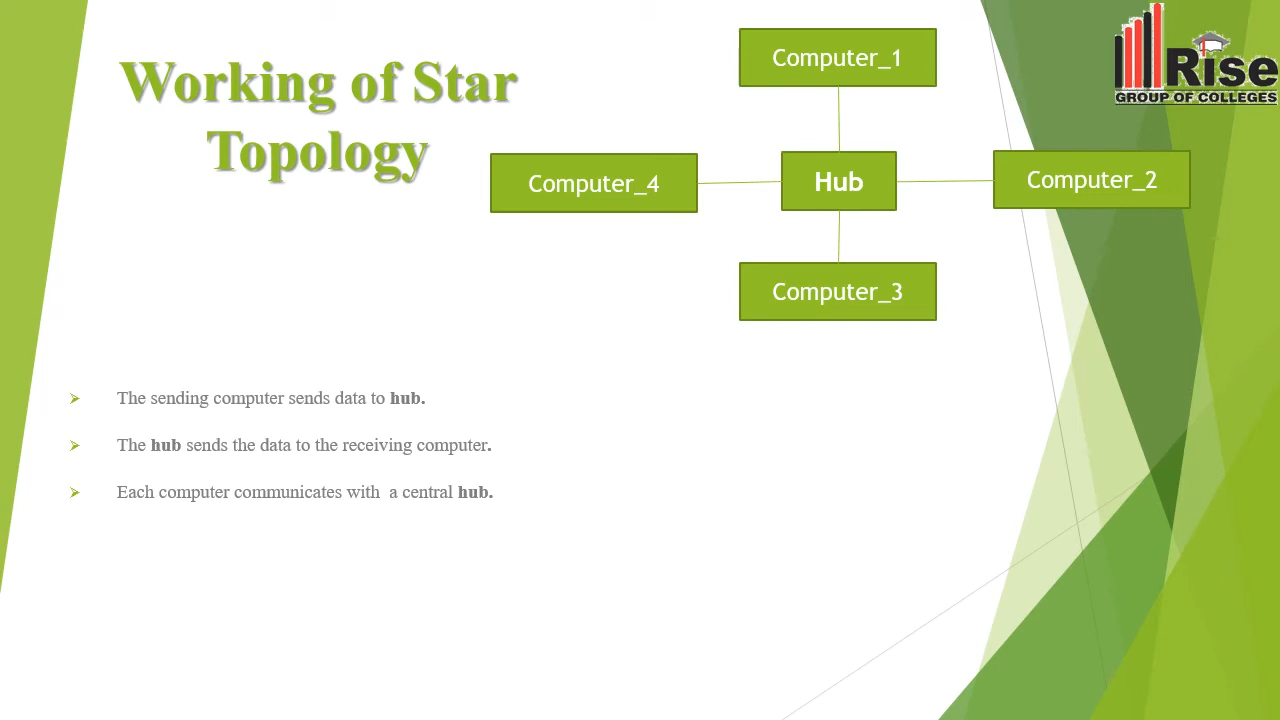 Working of Star
Topology
Computer_1
Computer_4
Hub
Computer_2
Computer_3
Rise
GROUP OF COLLEGES
The sending computer sends data to hub.
The hub sends the data to the receiving computer.
Each computer communicates with  a central hub.